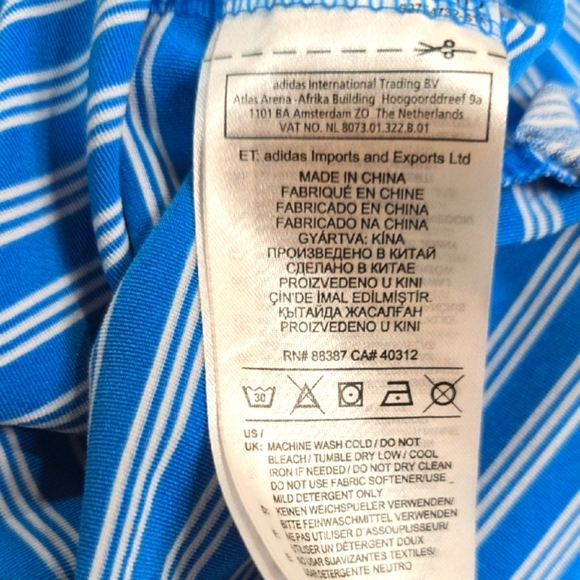 adidas International Trading BV
Atlas Arena -Afrika Building Hoogoorddreef 9a
1101 BA Amsterdam ZO The Netherlands
VAT NO. NL 8073.01.322.B.01
ET: adidas Imports and Exports Ltd
MADE IN CHINA
FABRIQUÉ EN CHINE
FABRICADO EN CHINA
FABRICADO NA CHINA
GYÁRTVA: KÍNA
ПРОИЗВЕДЕНО В КИТАЙ
СДЕЛАНО В КИТАЕ
PROIZVEDENO U KINI
ÇİN'DE İMAL EDİLMİŞTİR.
ҚЫТАЙДА ЖАСАЛҒАН
PROIZVEDENO U KINI
RN# 88387 CA# 40312
30
US /
UK: MACHINE WASH COLD / DO NOT
BLEACH / TUMBLE DRY LOW / COOL
IRON IF NEEDED / DO NOT DRY CLEAN
DO NOT USE FABRIC SOFTENER/USE
MILD DETERGENT ONLY
D: KEINEN WEICHSPUELER VERWENDEN/
BITTE FEINWASCHMITTEL VERWENDEN
F: NE PAS UTILISER D'ASSOUPLISEUR/
UTILISER UN DÉTERGENT DOUX
E: NO USAR SUAVIZANTES TEXTILES/
USAR DETERGENTE NEUTRO